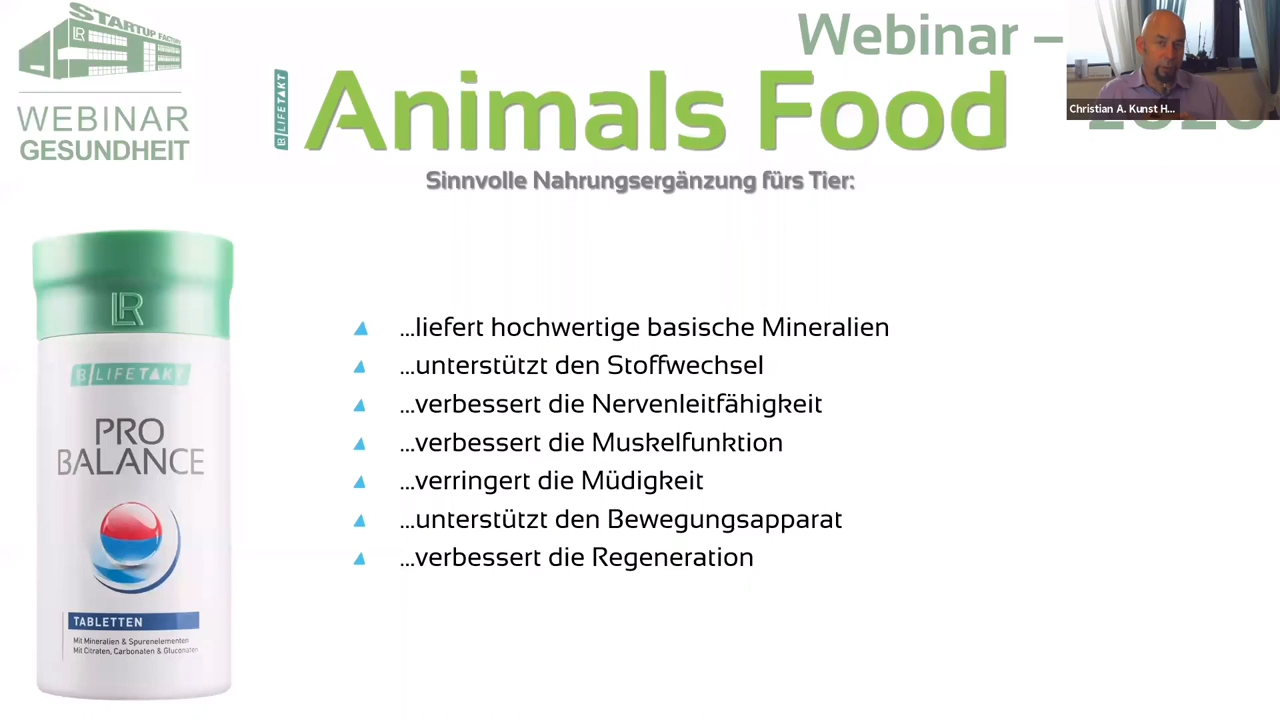 STARTUP FACTORY
LR
WEBINAR
GESUNDHEIT
Webinar –
LIFETAKT
Animals Food
Christian A. Kunst H...
Sinnvolle Nahrungsergänzung fürs Tier:
LR
LIFETAKT
PRO
BALANCE
TABLETTEN
Mit Mineralien & Spurenelementen
Mit Citraten, Carbonaten & Gluconaten
...liefert hochwertige basische Mineralien
...unterstützt den Stoffwechsel
...verbessert die Nervenleitfähigkeit
...verbessert die Muskelfunktion
...verringert die Müdigkeit
...unterstützt den Bewegungsapparat
...verbessert die Regeneration